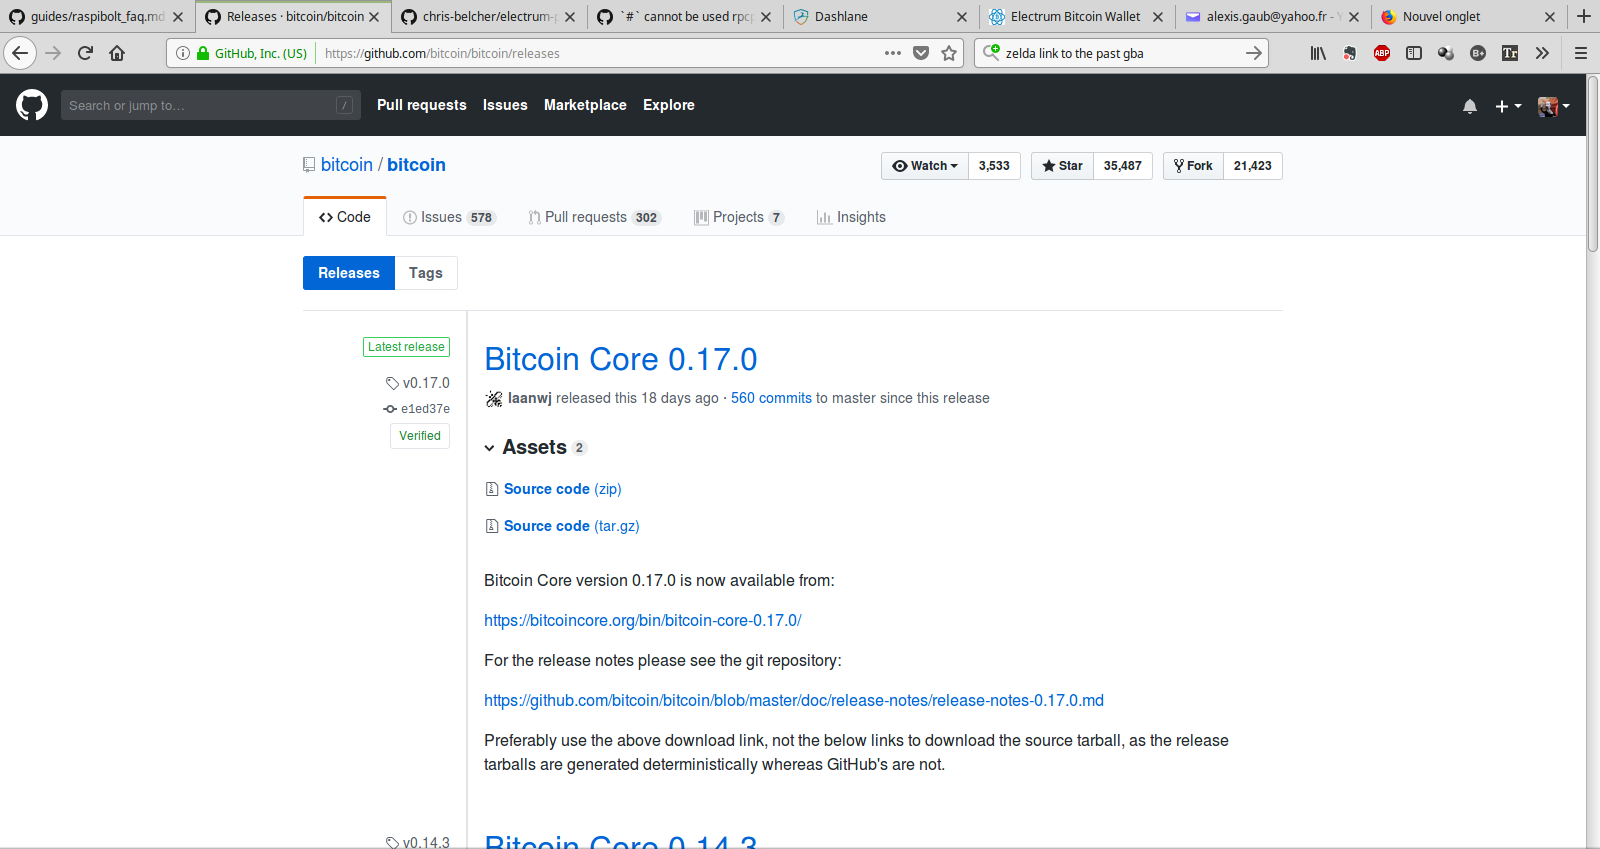 guides/raspibolt_faq.md
Releases · bitcoin/bitcoin
chris-belcher/electrum-p
`#` cannot be used rpcp
Dashlane
Electrum Bitcoin Wallet
alexis.gaub@yahoo.fr - Y
Nouvel onglet
GitHub, Inc. (US)
https://github.com/bitcoin/bitcoin/releases
zelda link to the past gba
ABP
B+
Tr
Search or jump to…
/
Pull requests
Issues
Marketplace
Explore
bitcoin / bitcoin
Watch
3,533
Star
35,487
Fork
21,423
Code
Issues 578
Pull requests 302
Projects 7
Insights
Releases
Tags
Latest release
v0.17.0
e1ed37e
Verified
Bitcoin Core 0.17.0
laanwj released this 18 days ago · 560 commits to master since this release
Assets 2
Source code (zip)
Source code (tar.gz)
Bitcoin Core version 0.17.0 is now available from:
https://bitcoincore.org/bin/bitcoin-core-0.17.0/
For the release notes please see the git repository:
https://github.com/bitcoin/bitcoin/blob/master/doc/release-notes/release-notes-0.17.0.md
Preferably use the above download link, not the below links to download the source tarball, as the release
tarballs are generated deterministically whereas GitHub's are not.
v0.14.3
Bitcoin Core 0.14.3